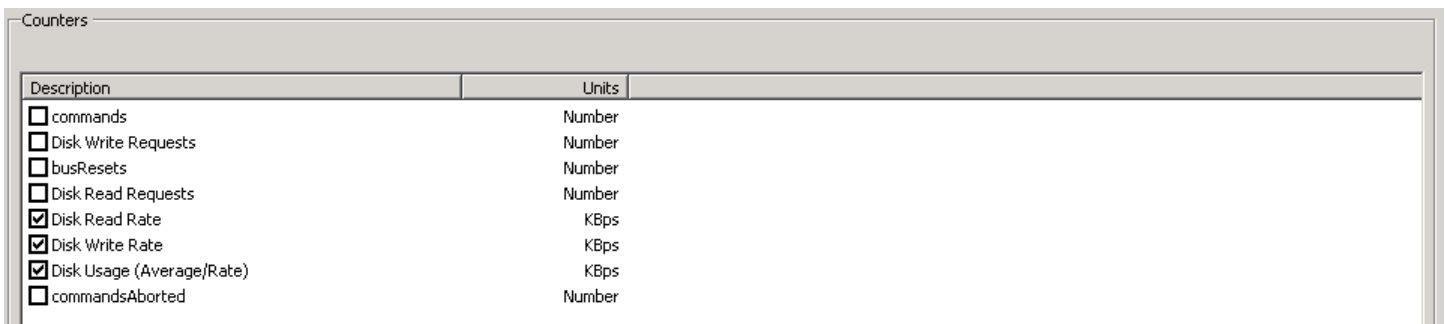 Counters
Description Units
commands Number
Disk Write Requests Number
busResets Number
Disk Read Requests Number
Disk Read Rate KBps
Disk Write Rate KBps
Disk Usage (Average/Rate) KBps
commandsAborted Number